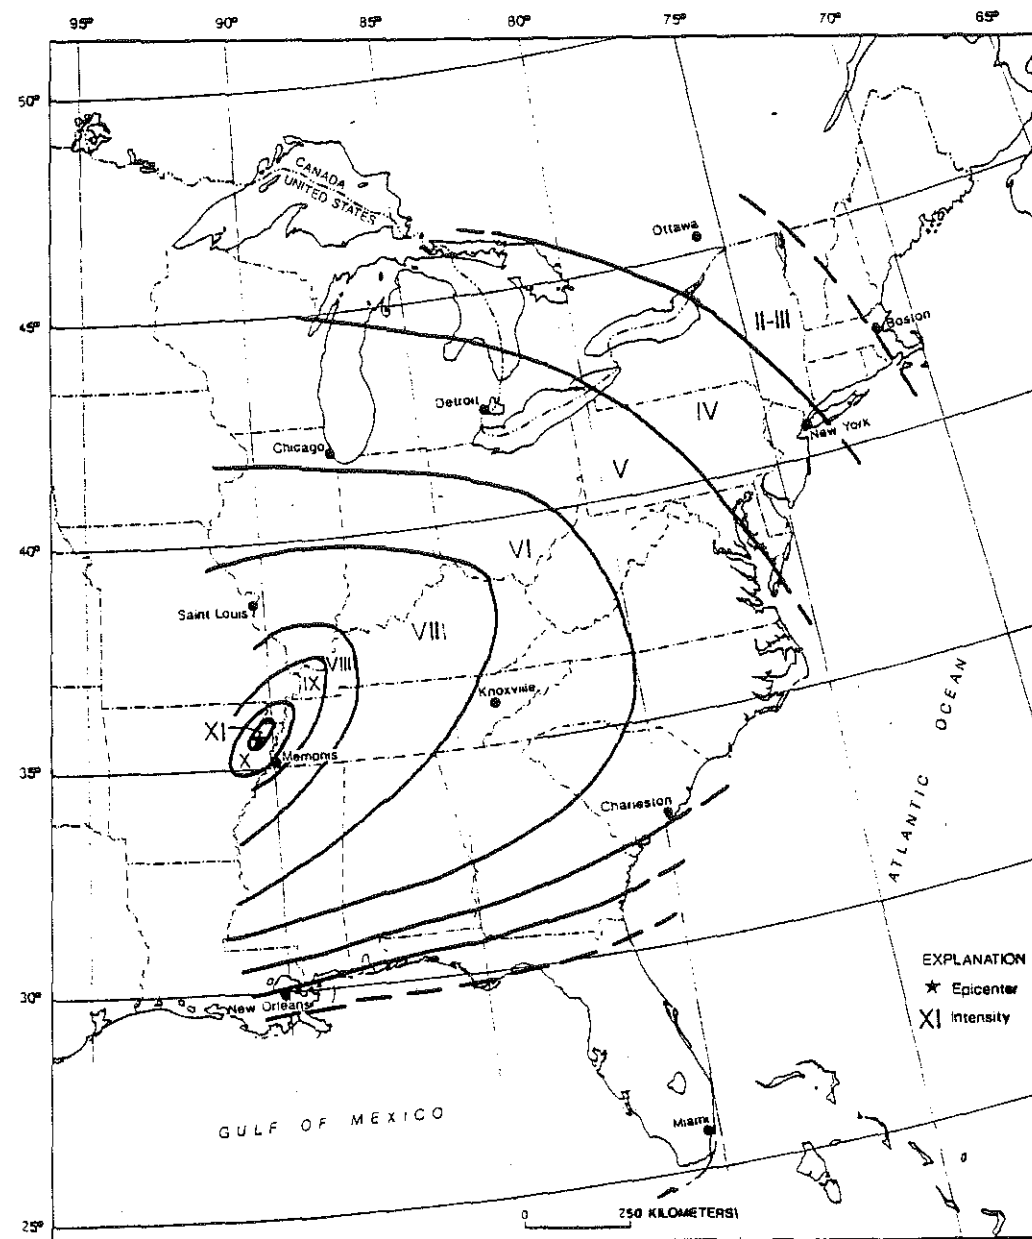 95° 90° 85° 80° 75° 70° 65°
50°
CANADA
UNITED STATES
Ottawa
45°
II-III
Boston
Detroit
IV
New York
Chicago
V
40°
VI
Saint Louis
VII
VIII
IX
Knoxville
XI
X
Memphis
35°
Charleston
ATLANTIC OCEAN
EXPLANATION
Epicenter
XI Intensity
30°
New Orleans
GULF OF MEXICO
Miami
0 250 KILOMETERS
25°